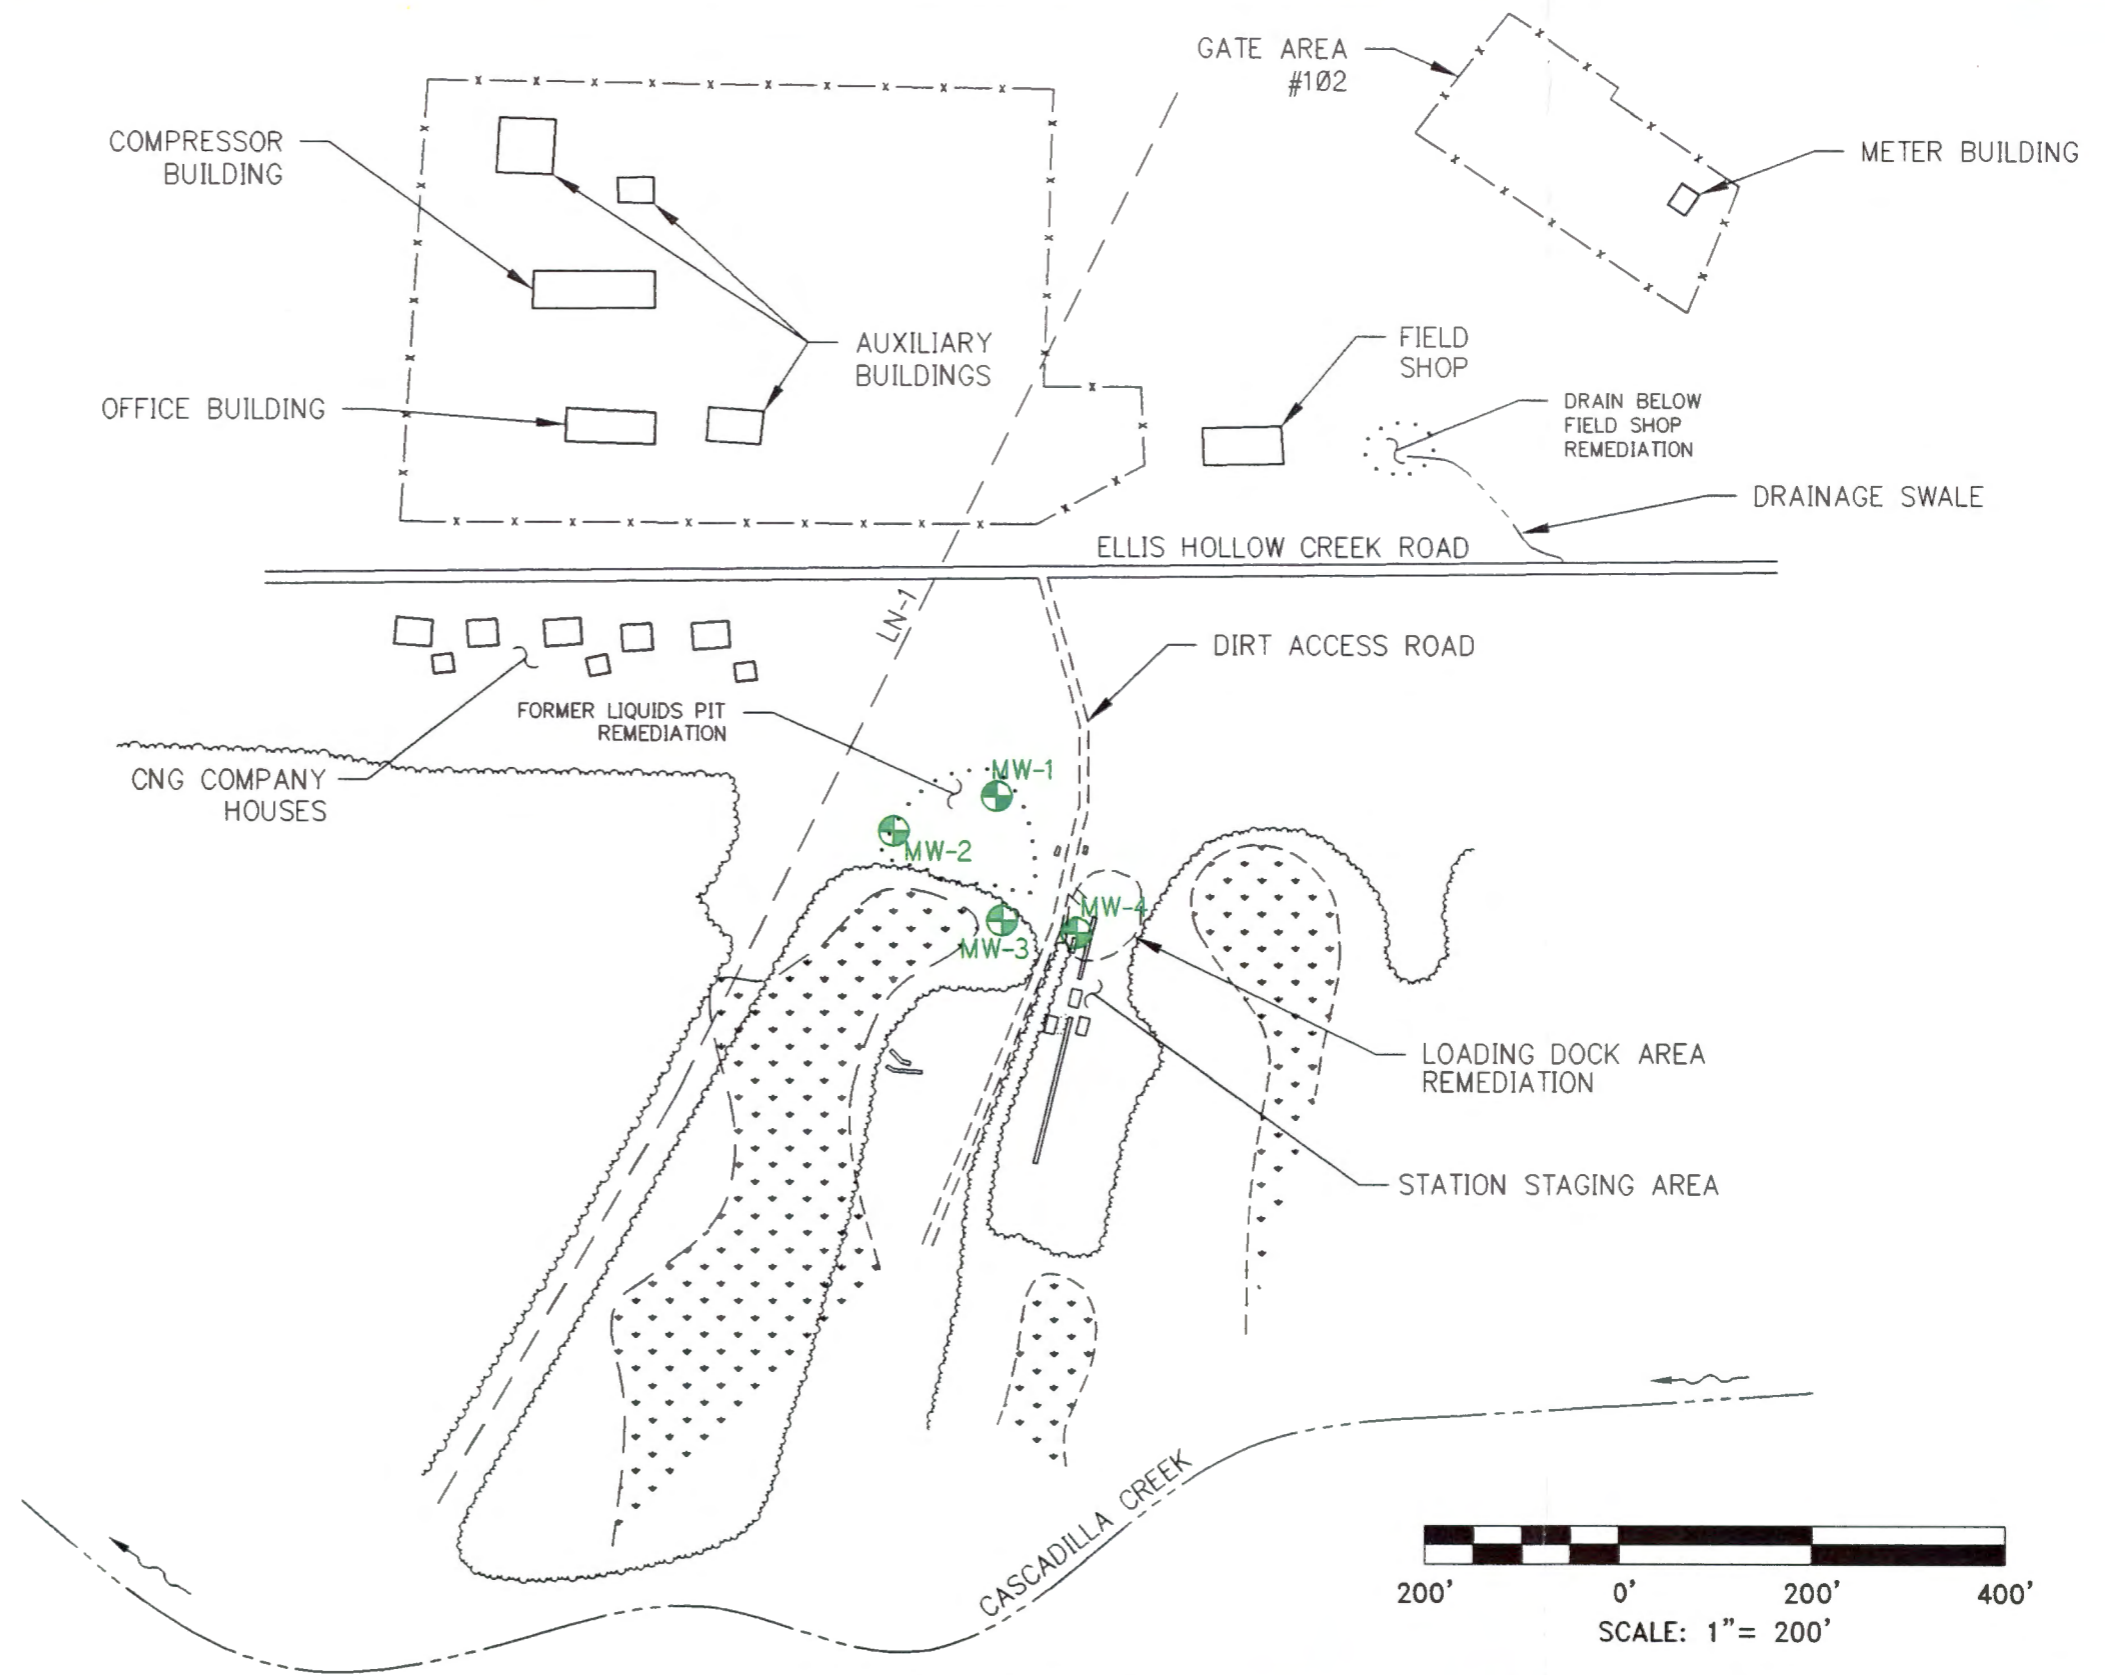 GATE AREA
#102
COMPRESSOR
BUILDING
METER BUILDING
AUXILIARY
BUILDINGS
FIELD
SHOP
OFFICE BUILDING
DRAIN BELOW
FIELD SHOP
REMEDIATION
DRAINAGE SWALE
ELLIS HOLLOW CREEK ROAD
LN-1
DIRT ACCESS ROAD
FORMER LIQUIDS PIT
REMEDIATION
CNG COMPANY
HOUSES
MW-1
MW-2
MW-4
MW-3
LOADING DOCK AREA
REMEDIATION
STATION STAGING AREA
CASCADILLA CREEK
200' 0' 200' 400'
SCALE: 1"= 200'